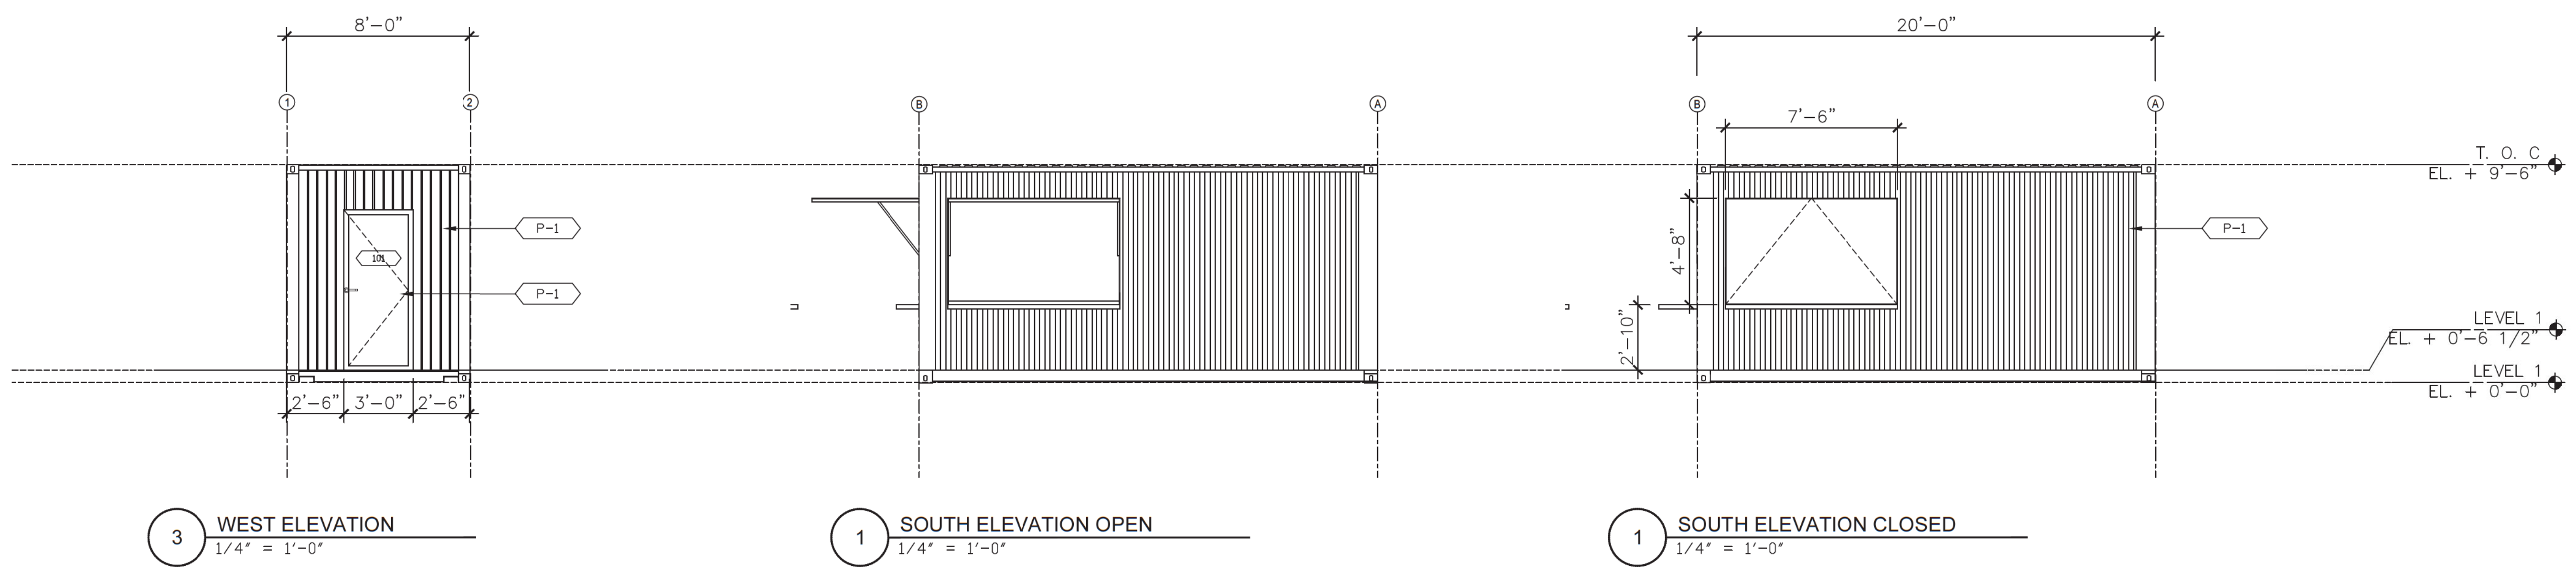 8'-0"
20'-0"
1
2
B
A
B
A
7'-6"
T. O. C
EL. + 9'-6"
P-1
P-1
101
P-1
4'-8"
2'-10"
LEVEL 1
EL. + 0'-6 1/2"
LEVEL 1
EL. + 0'-0"
2'-6"
3'-0"
2'-6"
3
WEST ELEVATION
1/4" = 1'-0"
1
SOUTH ELEVATION OPEN
1/4" = 1'-0"
1
SOUTH ELEVATION CLOSED
1/4" = 1'-0"